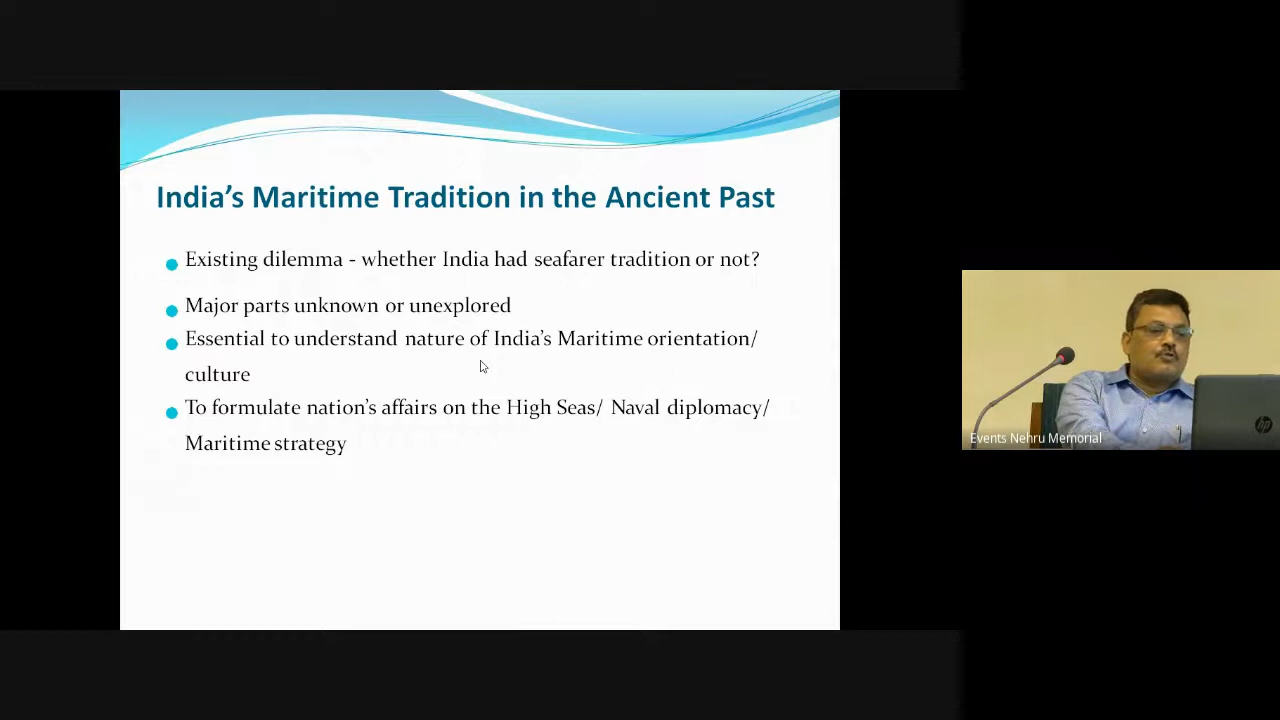 India’s Maritime Tradition in the Ancient Past
Existing dilemma - whether India had seafarer tradition or not?
Major parts unknown or unexplored
Essential to understand nature of India’s Maritime orientation/
culture
To formulate nation’s affairs on the High Seas/ Naval diplomacy/
Maritime strategy
Events Nehru Memorial
hp